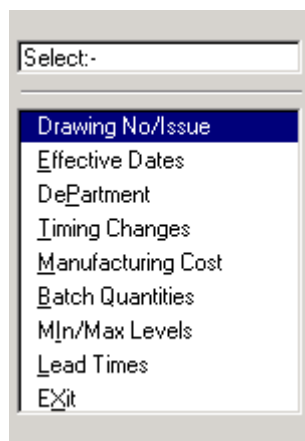 Select:-
Drawing No/Issue
Effective Dates
DePartment
Timing Changes
Manufacturing Cost
Batch Quantities
MIn/Max Levels
Lead Times
EXit